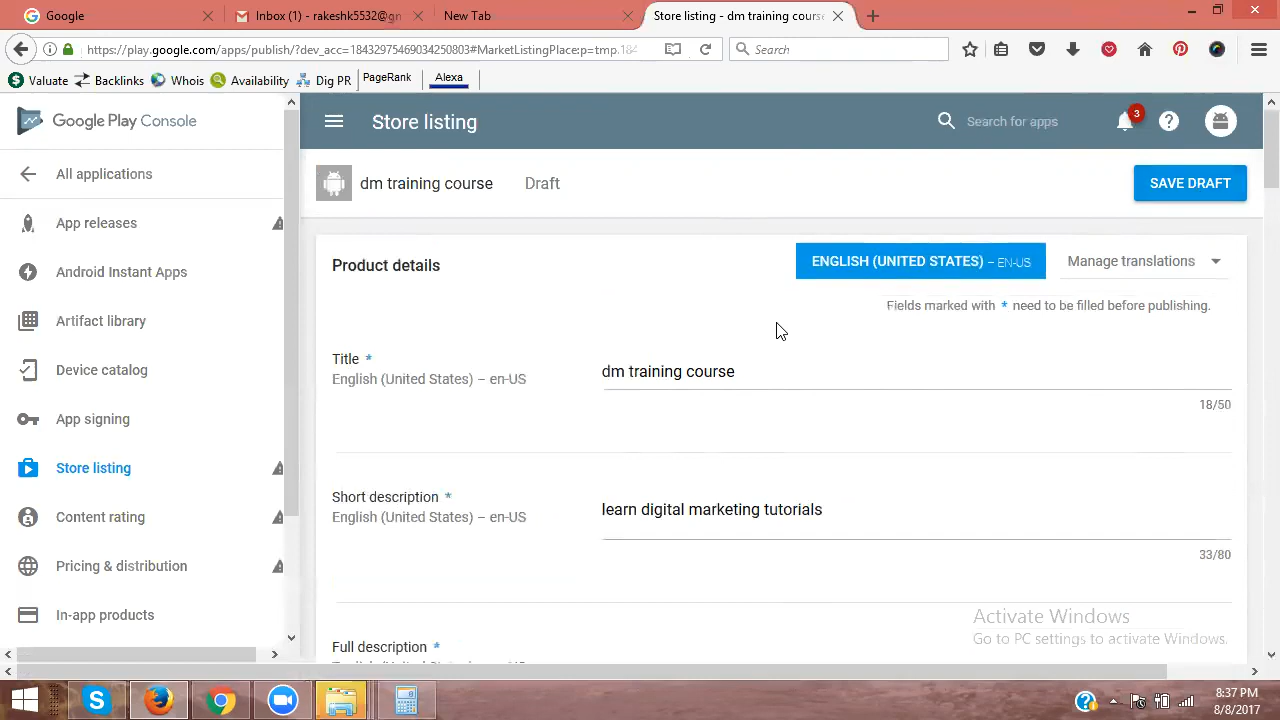 Google
Inbox (1) - rakeshk5532@gn
New Tab
Store listing - dm training cours
https://play.google.com/apps/publish/?dev_acc=18432975469034250803#MarketListingPlace:p=tmp.184
Search
Valuate
Backlinks
Whois
Availability
Dig PR
PageRank
Alexa
Google Play Console
Store listing
Search for apps
3
All applications
dm training course
Draft
SAVE DRAFT
App releases
Android Instant Apps
Artifact library
Device catalog
App signing
Store listing
Content rating
Pricing & distribution
In-app products
Product details
ENGLISH (UNITED STATES) – EN-US
Manage translations
Fields marked with * need to be filled before publishing.
Title *
English (United States) – en-US
dm training course
18/50
Short description *
English (United States) – en-US
learn digital marketing tutorials
33/80
Full description *
Activate Windows
Go to PC settings to activate Windows.
8:37 PM
8/8/2017